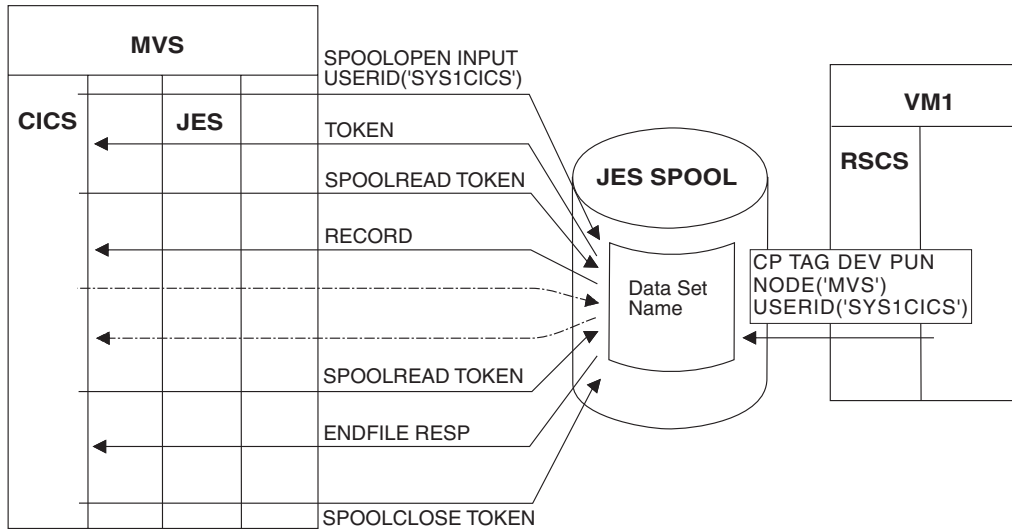 MVS
CICS
JES
SPOOLOPEN INPUT
USERID('SYS1CICS')
TOKEN
SPOOLREAD TOKEN
RECORD
SPOOLREAD TOKEN
ENDFILE RESP
SPOOLCLOSE TOKEN
JES SPOOL
Data Set
Name
VM1
RSCS
CP TAG DEV PUN
NODE('MVS')
USERID('SYS1CICS')